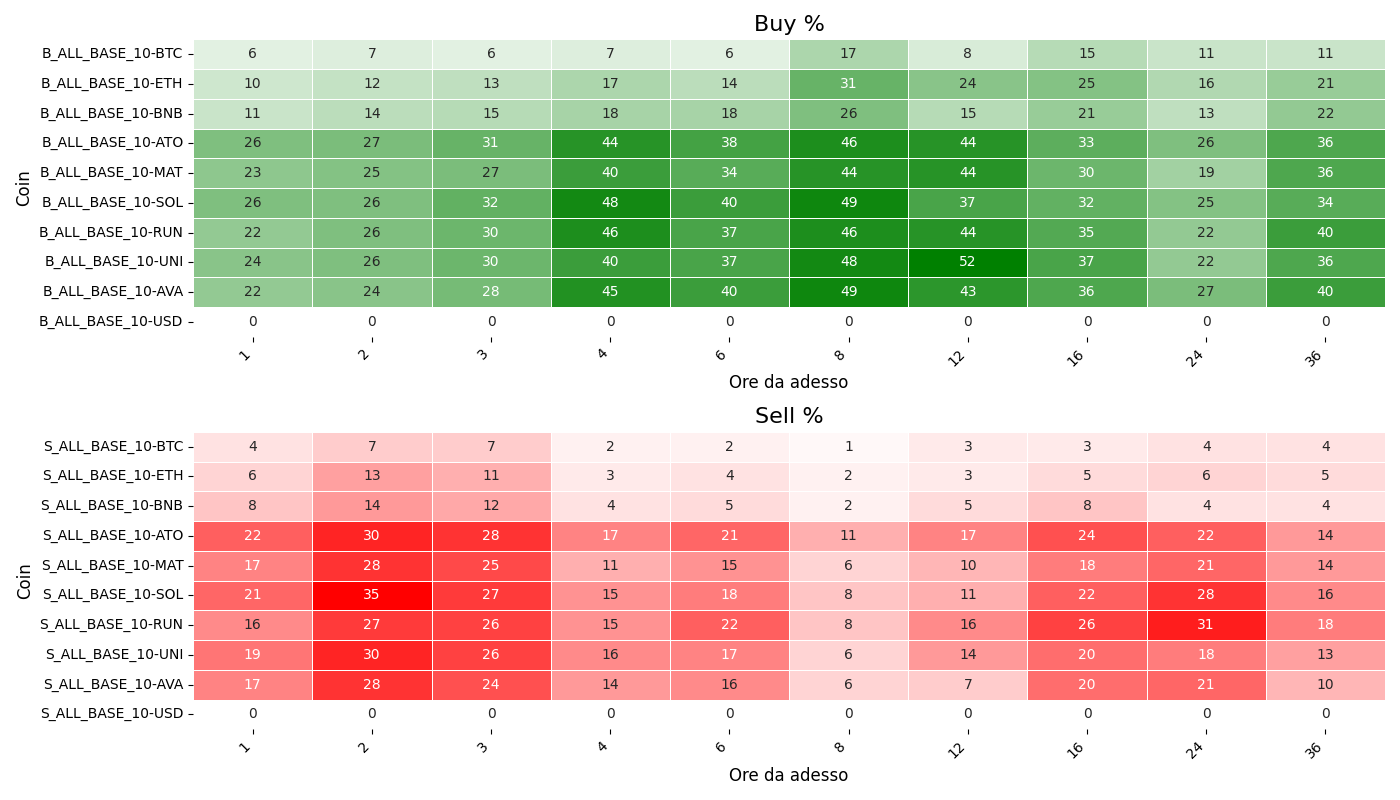 Buy %
Coin
B_ALL_BASE_10-BTC 6 7 6 7 6 17 8 15 11 11
B_ALL_BASE_10-ETH 10 12 13 17 14 31 24 25 16 21
B_ALL_BASE_10-BNB 11 14 15 18 18 26 15 21 13 22
B_ALL_BASE_10-ATO 26 27 31 44 38 46 44 33 26 36
B_ALL_BASE_10-MAT 23 25 27 40 34 44 44 30 19 36
B_ALL_BASE_10-SOL 26 26 32 48 40 49 37 32 25 34
B_ALL_BASE_10-RUN 22 26 30 46 37 46 44 35 22 40
B_ALL_BASE_10-UNI 24 26 30 40 37 48 52 37 22 36
B_ALL_BASE_10-AVA 22 24 28 45 40 49 43 36 27 40
B_ALL_BASE_10-USD 0 0 0 0 0 0 0 0 0 0
1 2 3 4 6 8 12 16 24 36
Ore da adesso
Sell %
Coin
S_ALL_BASE_10-BTC 4 7 7 2 2 1 3 3 4 4
S_ALL_BASE_10-ETH 6 13 11 3 4 2 3 5 6 5
S_ALL_BASE_10-BNB 8 14 12 4 5 2 5 8 4 4
S_ALL_BASE_10-ATO 22 30 28 17 21 11 17 24 22 14
S_ALL_BASE_10-MAT 17 28 25 11 15 6 10 18 21 14
S_ALL_BASE_10-SOL 21 35 27 15 18 8 11 22 28 16
S_ALL_BASE_10-RUN 16 27 26 15 22 8 16 26 31 18
S_ALL_BASE_10-UNI 19 30 26 16 17 6 14 20 18 13
S_ALL_BASE_10-AVA 17 28 24 14 16 6 7 20 21 10
S_ALL_BASE_10-USD 0 0 0 0 0 0 0 0 0 0
1 2 3 4 6 8 12 16 24 36
Ore da adesso